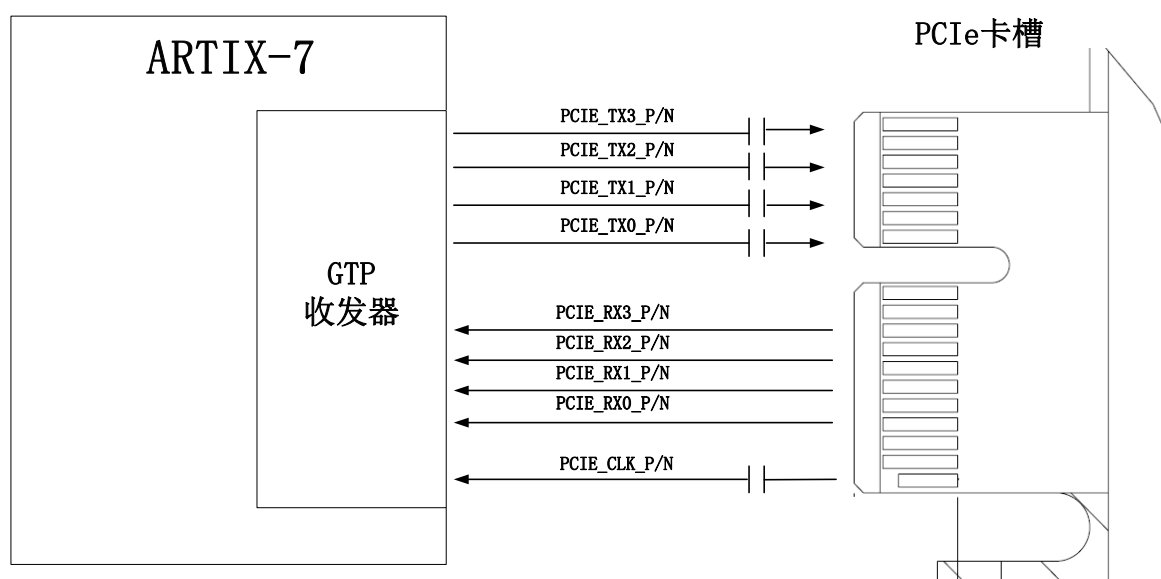 ARTIX-7
PCIe卡槽
PCIE_TX3_P/N
PCIE_TX2_P/N
PCIE_TX1_P/N
PCIE_TX0_P/N
GTP
收发器
PCIE_RX3_P/N
PCIE_RX2_P/N
PCIE_RX1_P/N
PCIE_RX0_P/N
PCIE_CLK_P/N